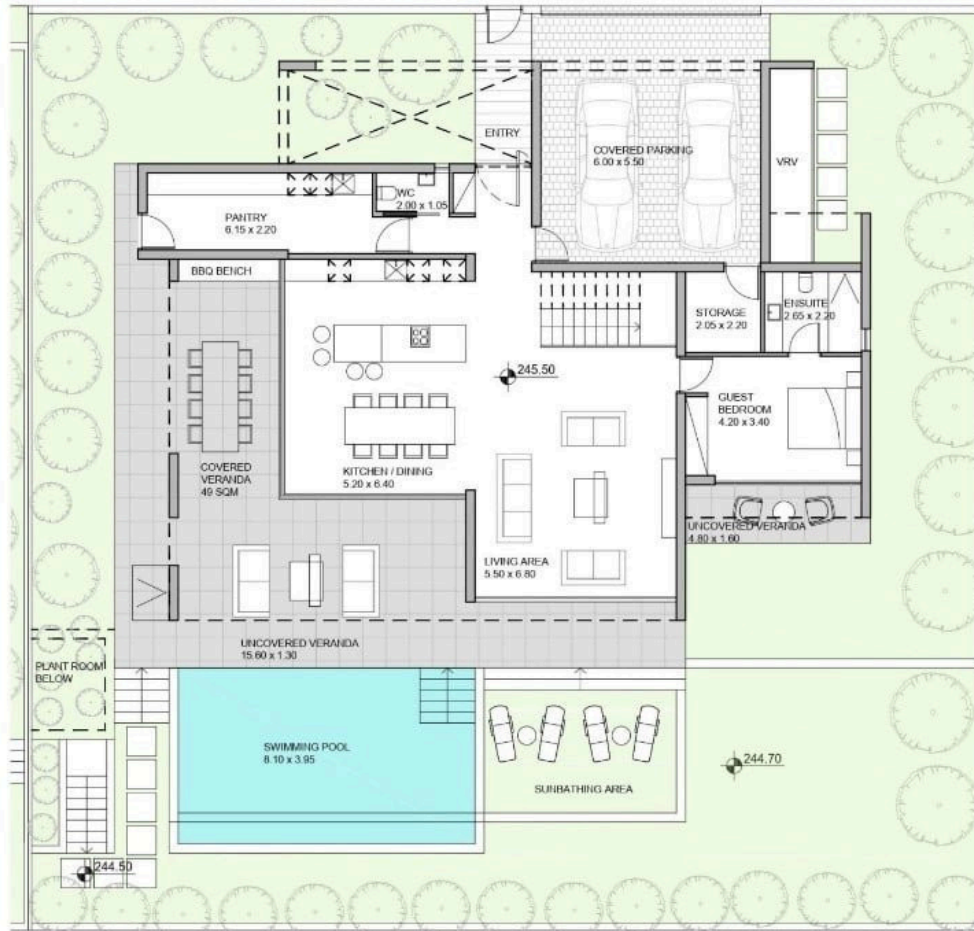 ENTRY
COVERED PARKING
6.00 x 5.50
VRV
WC
2.00 x 1.05
PANTRY
6.15 x 2.20
BBQ BENCH
STORAGE
2.05 x 2.20
ENSUITE
2.65 x 2.20
245.50
GUEST
BEDROOM
4.20 x 3.40
COVERED
VERANDA
49 SQM
KITCHEN / DINING
5.20 x 6.40
UNCOVERED VERANDA
4.80 x 1.60
LIVING AREA
5.50 x 6.80
UNCOVERED VERANDA
15.60 x 1.30
PLANT ROOM
BELOW
SWIMMING POOL
8.10 x 3.95
244.70
SUNBATHING AREA
244.50